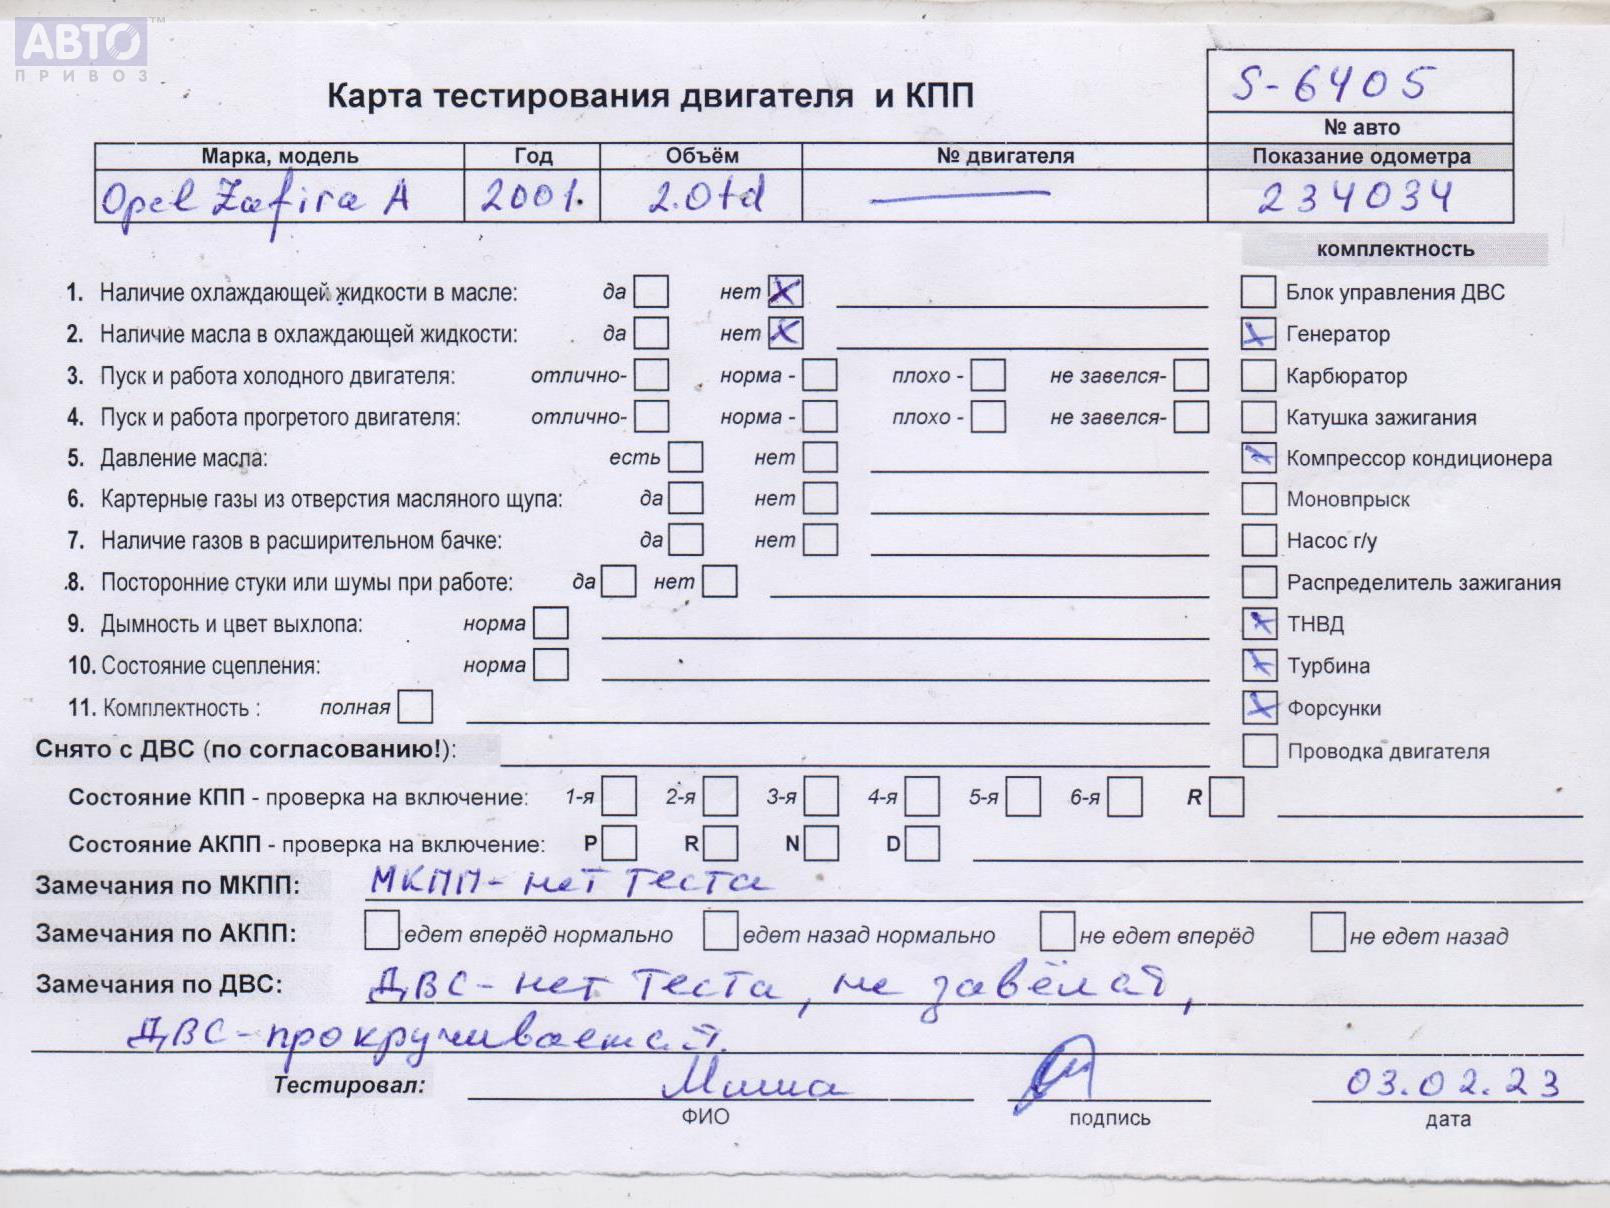 АВТО™
ПРИВОЗ
Карта тестирования двигателя и КПП
S-6405
№ авто
Марка, модель Год Объём № двигателя Показание одометра
Opel Zafira A 2001. 2.0td — 234034
комплектность
1. Наличие охлаждающей жидкости в масле: да нет X Блок управления ДВС
2. Наличие масла в охлаждающей жидкости: да нет X X Генератор
3. Пуск и работа холодного двигателя: отлично- норма - плохо - не завелся- Карбюратор
4. Пуск и работа прогретого двигателя: отлично- норма - плохо - не завелся- Катушка зажигания
5. Давление масла: есть нет X Компрессор кондиционера
6. Картерные газы из отверстия масляного щупа: да нет Моновпрыск
7. Наличие газов в расширительном бачке: да нет Насос г/у
8. Посторонние стуки или шумы при работе: да нет Распределитель зажигания
9. Дымность и цвет выхлопа: норма X ТНВД
10. Состояние сцепления: норма X Турбина
11. Комплектность : полная X Форсунки
Снято с ДВС (по согласованию!): Проводка двигателя
Состояние КПП - проверка на включение: 1-я 2-я 3-я 4-я 5-я 6-я R
Состояние АКПП - проверка на включение: P R N D
Замечания по МКПП: МКПП - нет теста
Замечания по АКПП: едет вперёд нормально едет назад нормально не едет вперёд не едет назад
Замечания по ДВС: ДВС - нет теста, не завёлся,
ДВС - прокручивается.
Тестировал: Миша 03.02.23
ФИО подпись дата